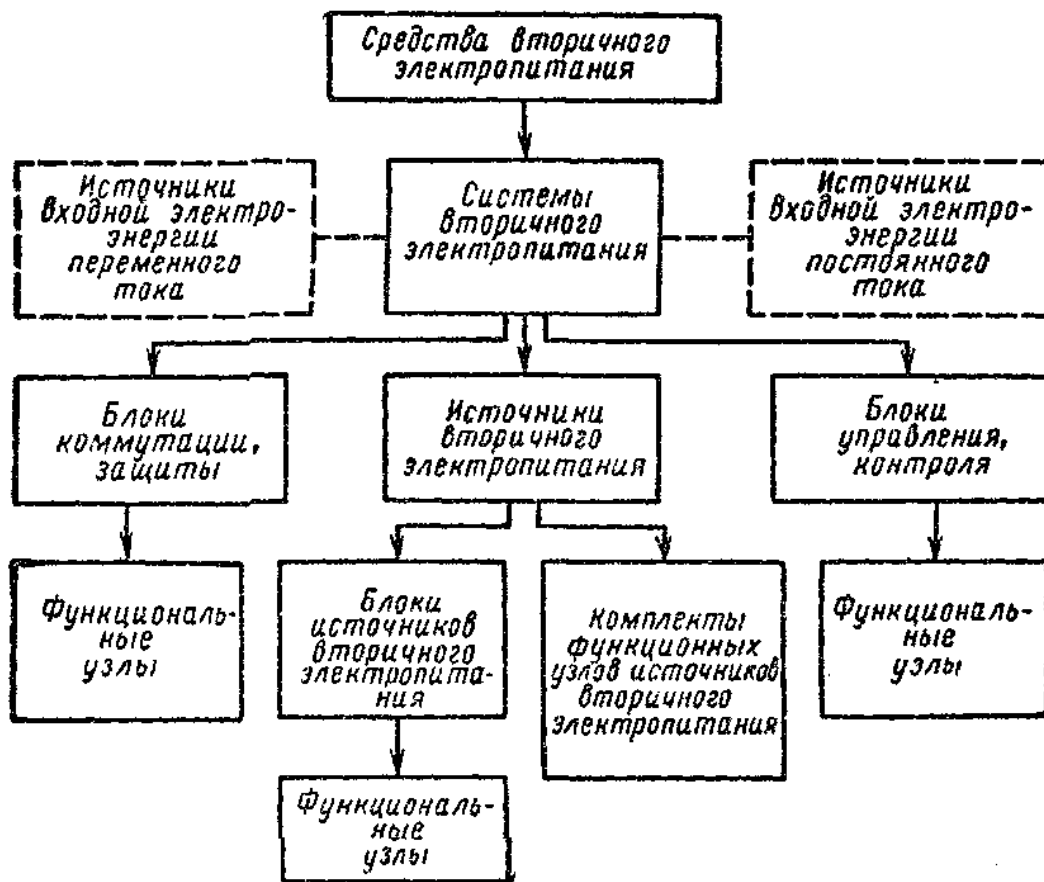 Средства вторичного
электропитания
Источники
входной электро-
энергии
переменного
тока
Системы
вторичного
электропитания
Источники
входной электро-
энергии
постоянного
тока
Блоки
коммутации,
защиты
Источники
вторичного
электропитания
Блоки
управления,
контроля
Функциональ-
ные
узлы
Блоки
источников
вторичного
электропита-
ния
Комплекты
функционных
узлов источников
вторичного
электропитания
Функциональ-
ные
узлы
Функциональ-
ные
узлы